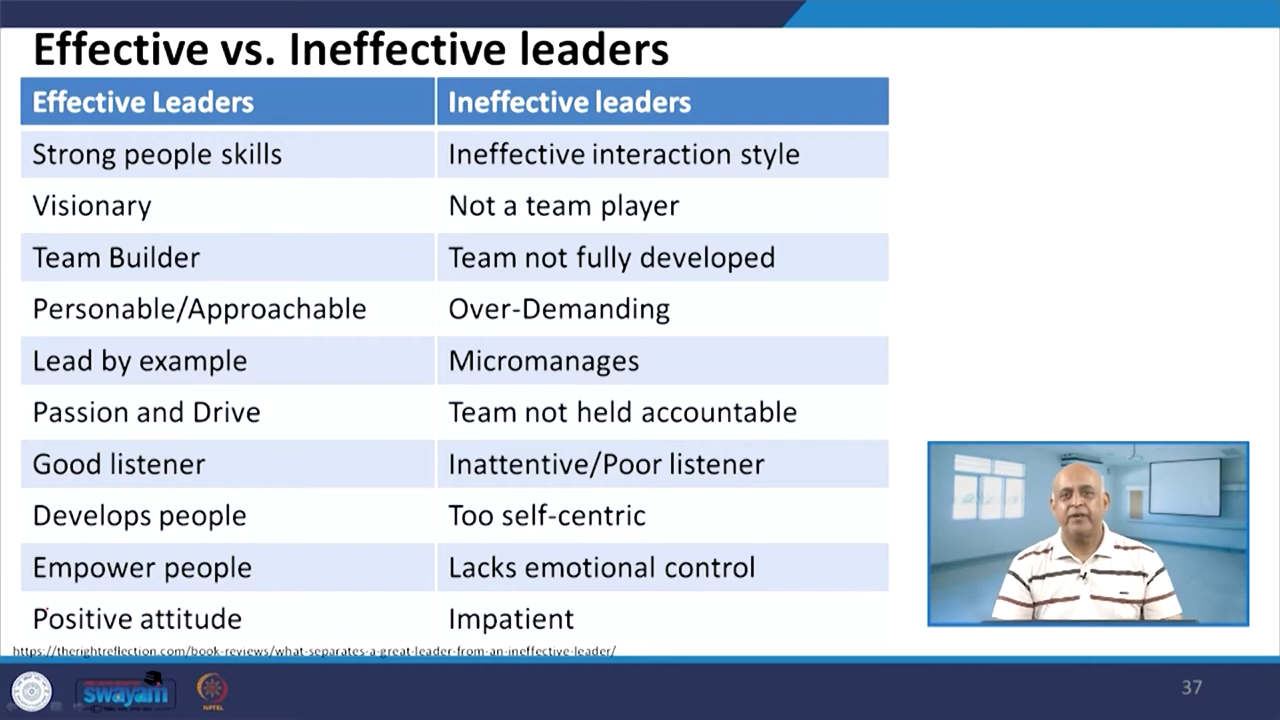 Effective vs. Ineffective leaders
Effective Leaders Ineffective leaders
Strong people skills Ineffective interaction style
Visionary Not a team player
Team Builder Team not fully developed
Personable/Approachable Over-Demanding
Lead by example Micromanages
Passion and Drive Team not held accountable
Good listener Inattentive/Poor listener
Develops people Too self-centric
Empower people Lacks emotional control
Positive attitude Impatient
https://therightreflection.com/book-reviews/what-separates-a-great-leader-from-an-ineffective-leader/
swayam
NPTEL
37